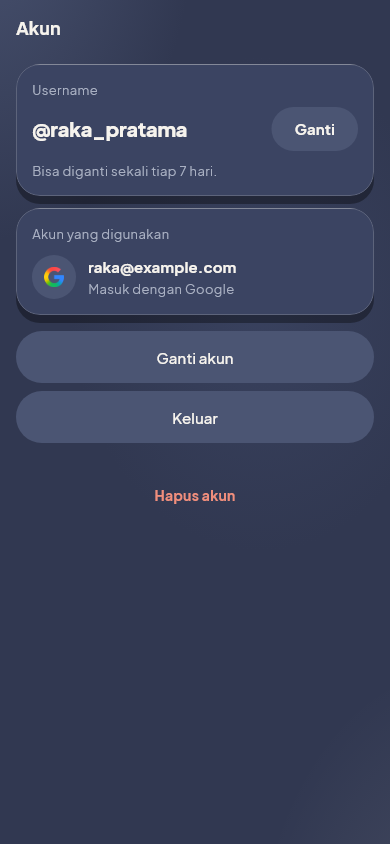 Akun
Username
@raka_pratama
Ganti
Bisa diganti sekali tiap 7 hari.
Akun yang digunakan
raka@example.com
Masuk dengan Google
Ganti akun
Keluar
Hapus akun